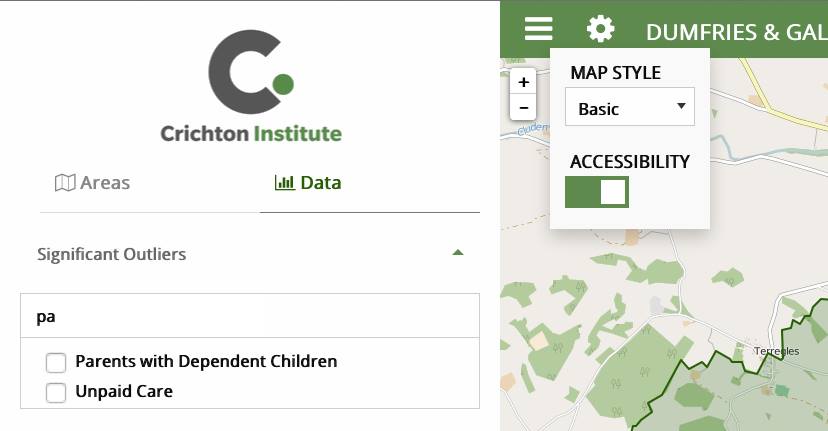 Crichton Institute
Areas
Data
Significant Outliers
pa
Parents with Dependent Children
Unpaid Care
DUMFRIES & GAL
+
-
MAP STYLE
Basic
ACCESSIBILITY
Cluden
Terregles